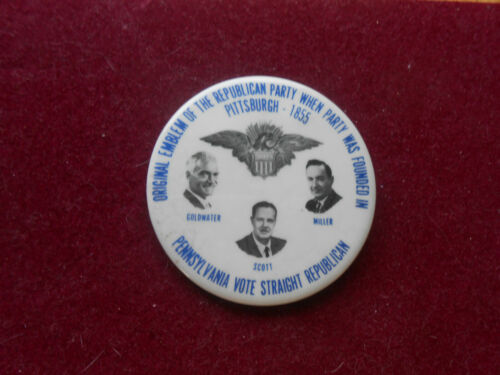 ORIGINAL EMBLEM OF THE REPUBLICAN PARTY WHEN PARTY WAS FOUNDED IN
PITTSBURGH - 1855
GOLDWATER
MILLER
SCOTT
PENNSYLVANIA VOTE STRAIGHT REPUBLICAN